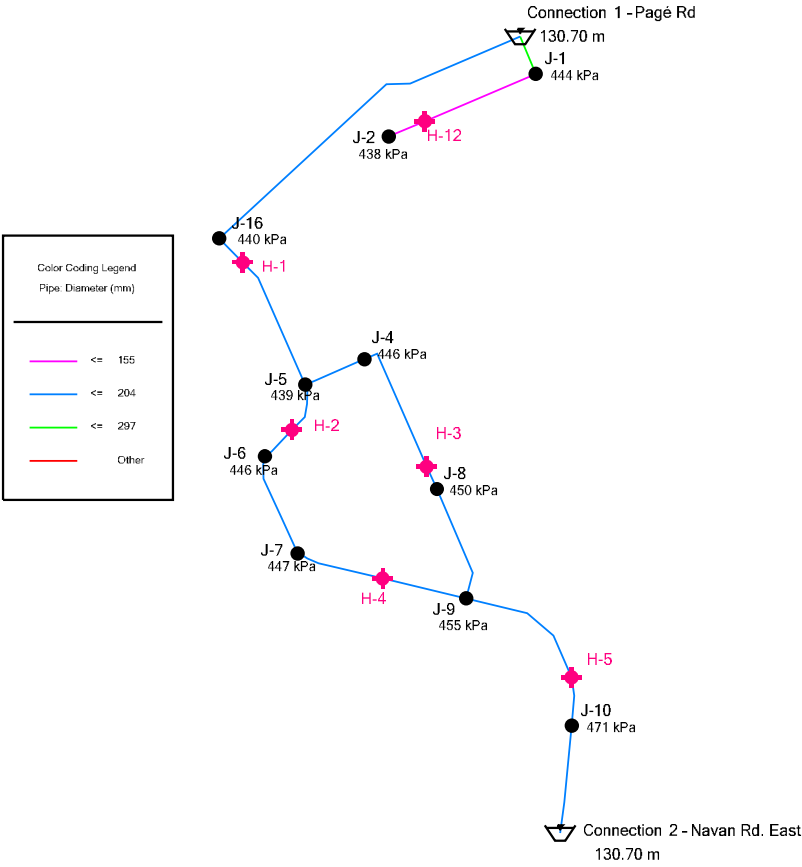 Connection 1 - Pagé Rd
130.70 m
J-1
444 kPa
J-2
H-12
438 kPa
J-16
440 kPa
H-1
Color Coding Legend
Pipe: Diameter (mm)
<= 155
<= 204
<= 297
Other
J-4
446 kPa
J-5
439 kPa
H-2
H-3
J-6
446 kPa
J-8
450 kPa
J-7
447 kPa
H-4
J-9
455 kPa
H-5
J-10
471 kPa
Connection 2 - Navan Rd. East
130.70 m